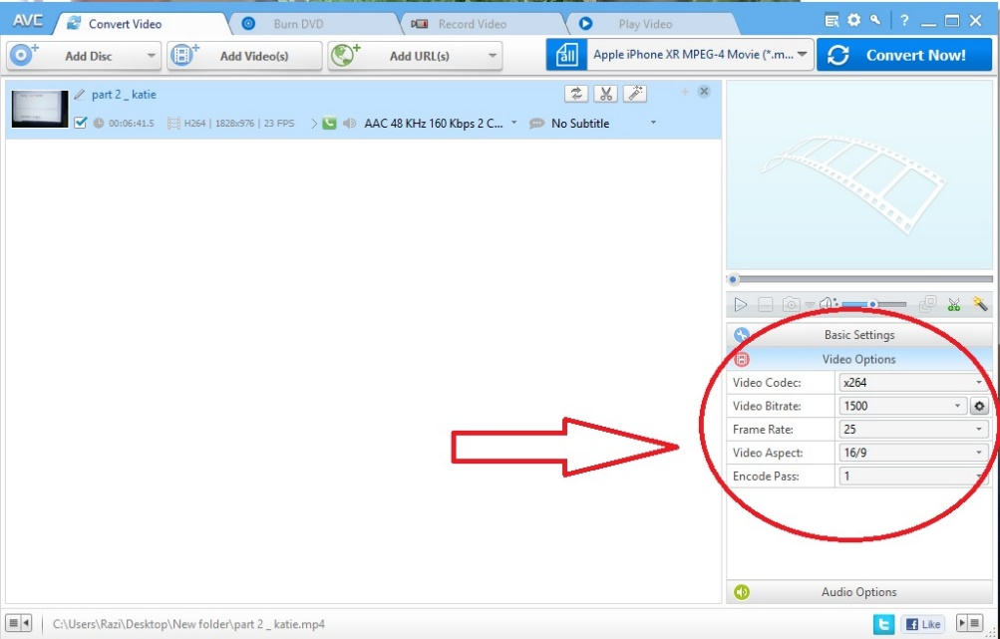 AVC
Convert Video
Burn DVD
Record Video
Play Video
?
Add Disc
Add Video(s)
Add URL(s)
all
Apple iPhone XR MPEG-4 Movie (*.m...
Convert Now!
part 2 _ katie
00:06:41.5
H264 | 1828x976 | 23 FPS
AAC 48 KHz 160 Kbps 2 C...
No Subtitle
Basic Settings
Video Options
Video Codec: x264
Video Bitrate: 1500
Frame Rate: 25
Video Aspect: 16/9
Encode Pass: 1
Audio Options
C:\Users\Razi\Desktop\New folder\part 2 _ katie.mp4
Like